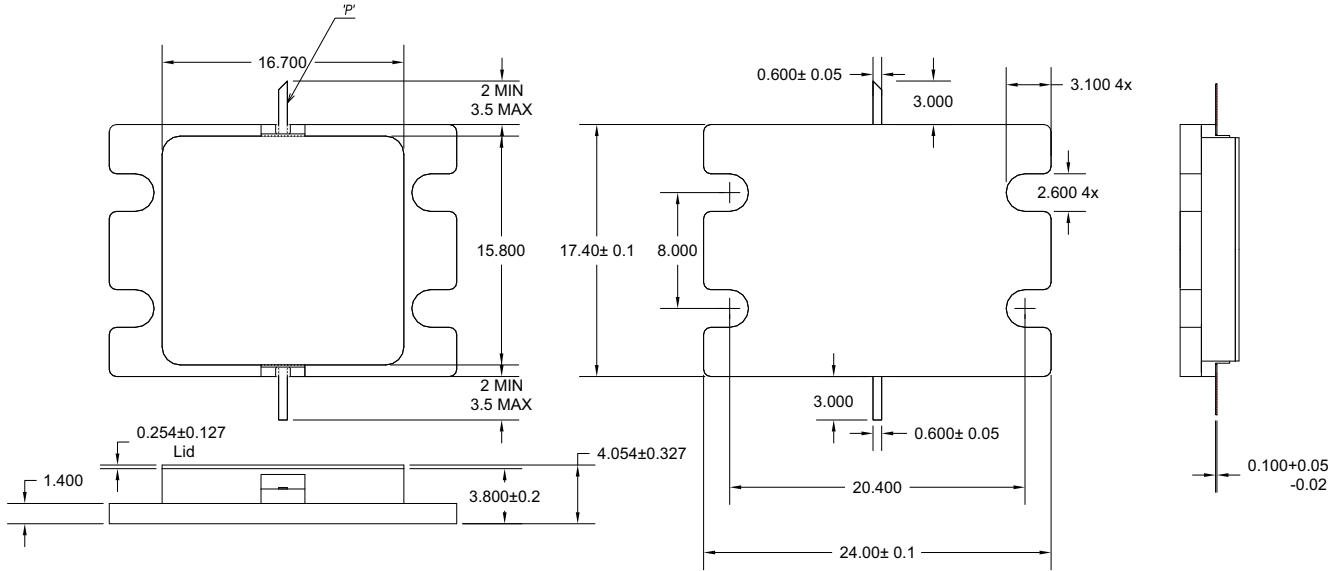 'P'
16.700
2 MIN
3.5 MAX
15.800
2 MIN
3.5 MAX
0.600± 0.05
3.000
3.100 4x
2.600 4x
17.40± 0.1
8.000
3.000
0.600± 0.05
20.400
24.00± 0.1
0.100+0.05
-0.02
0.254±0.127
Lid
1.400
4.054±0.327
3.800±0.2